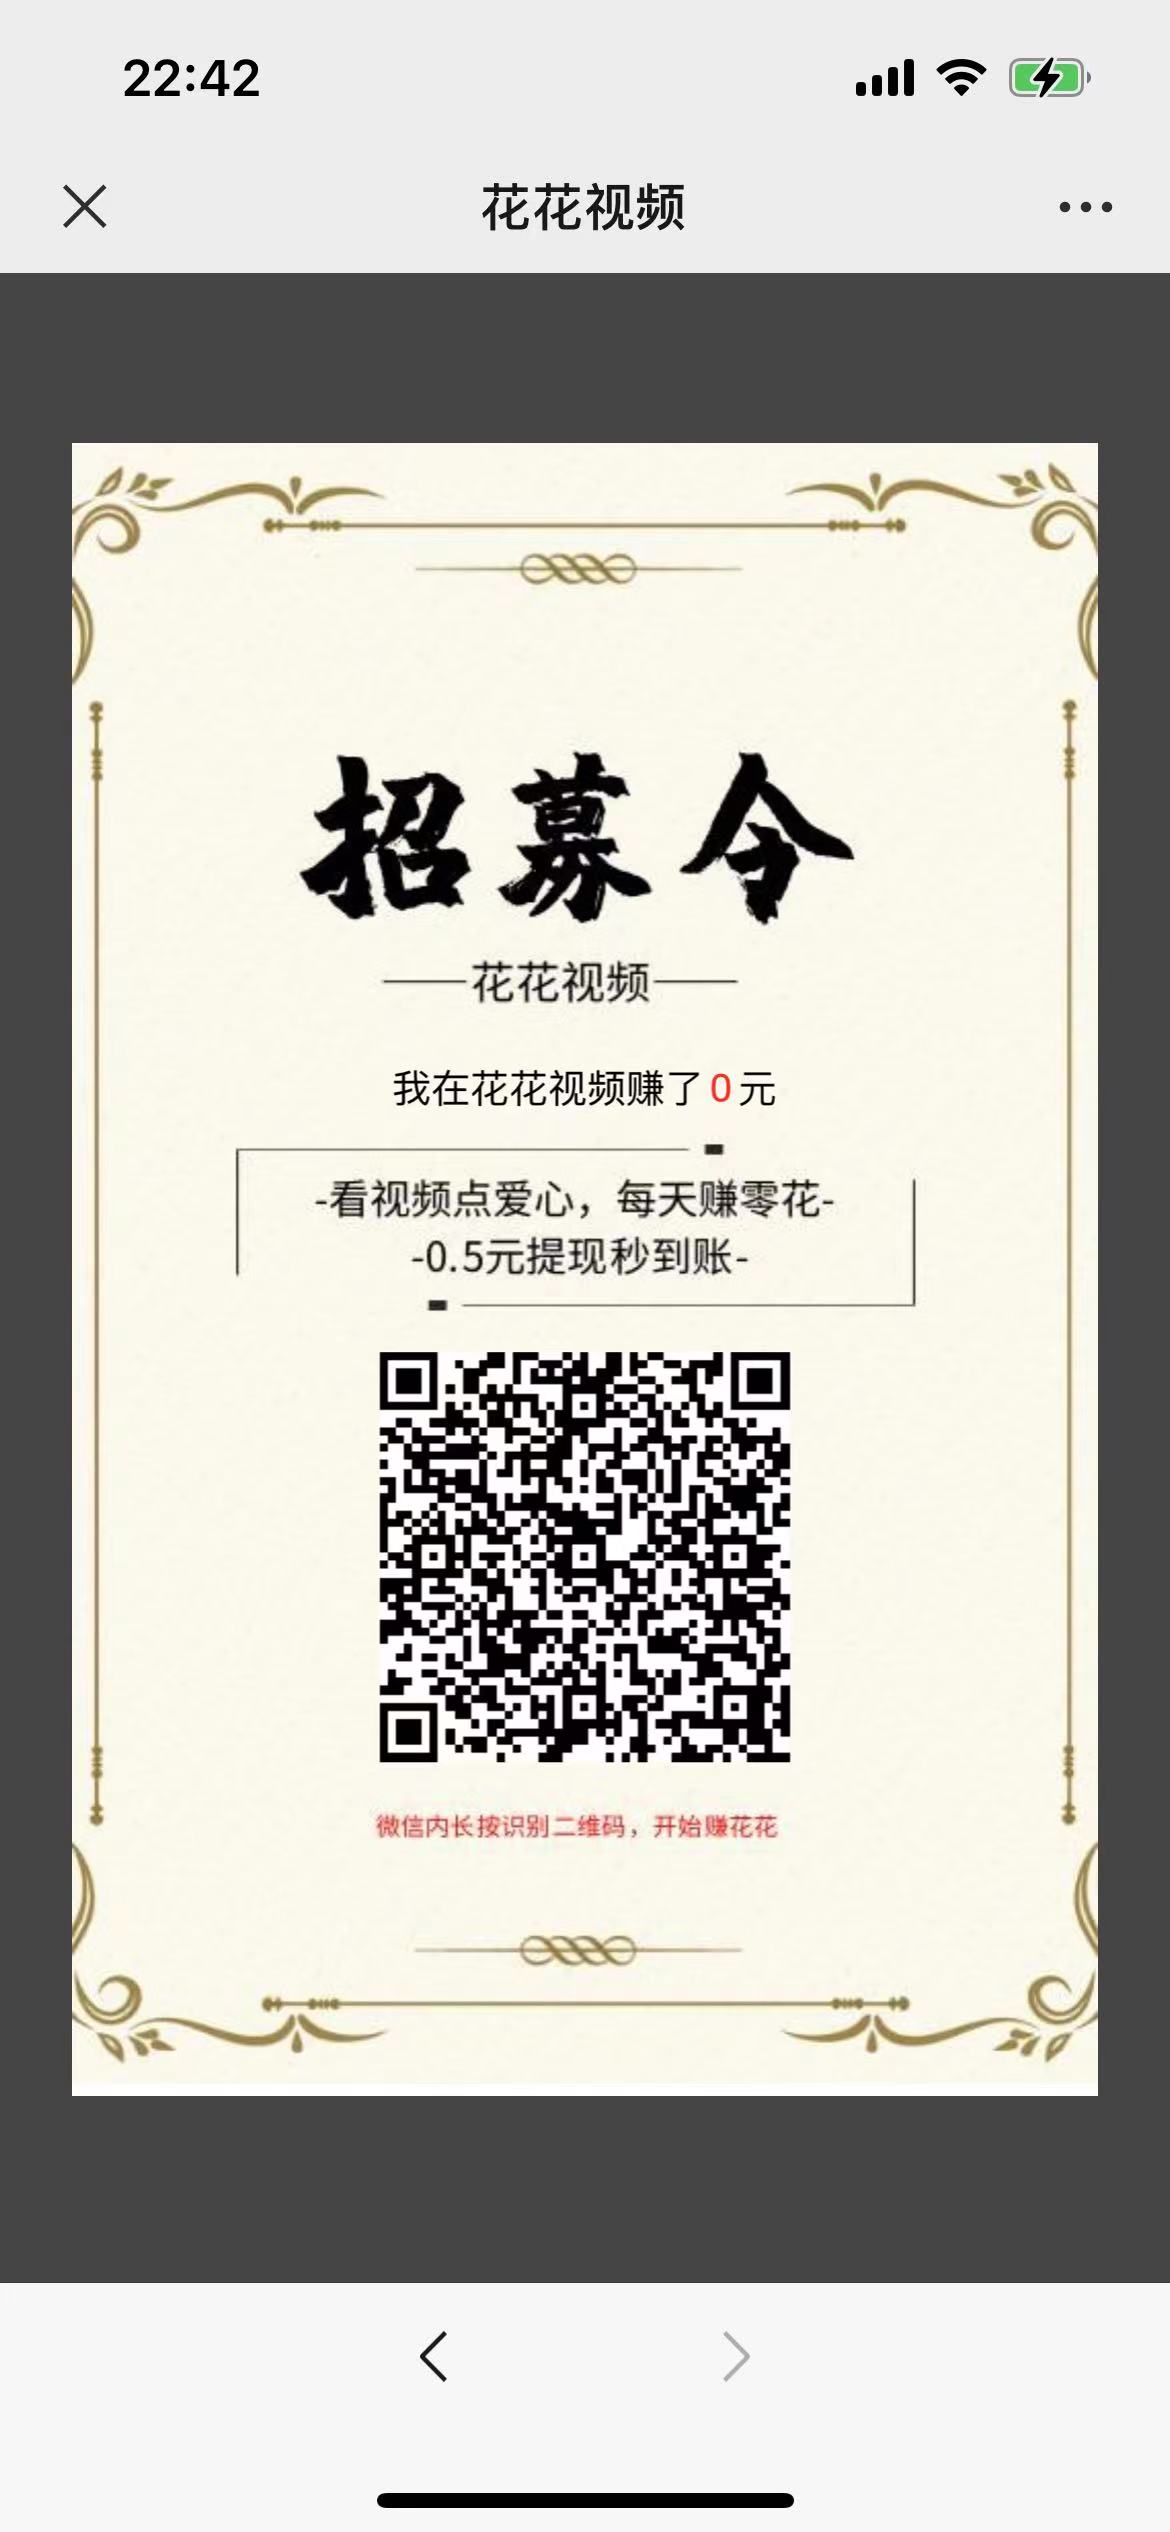 22:42
花花视频
招募令
花花视频
我在花花视频赚了0元
-看视频点爱心，每天赚零花-
-0.5元提现秒到账-
微信内长按识别二维码，开始赚花花